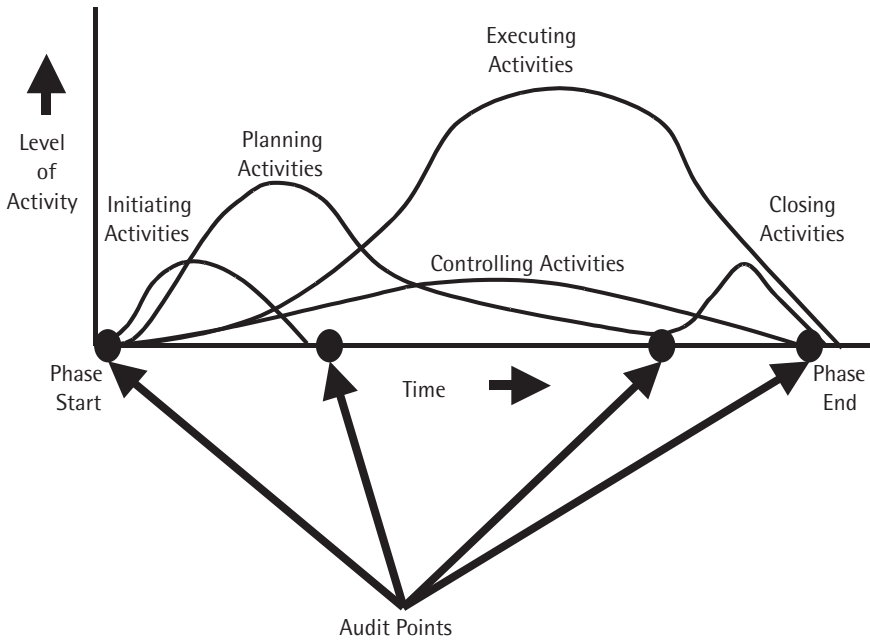 Executing
Activities
Level
of
Activity
Planning
Activities
Initiating
Activities
Closing
Activities
Controlling Activities
Phase
Start
Time
Phase
End
Audit Points